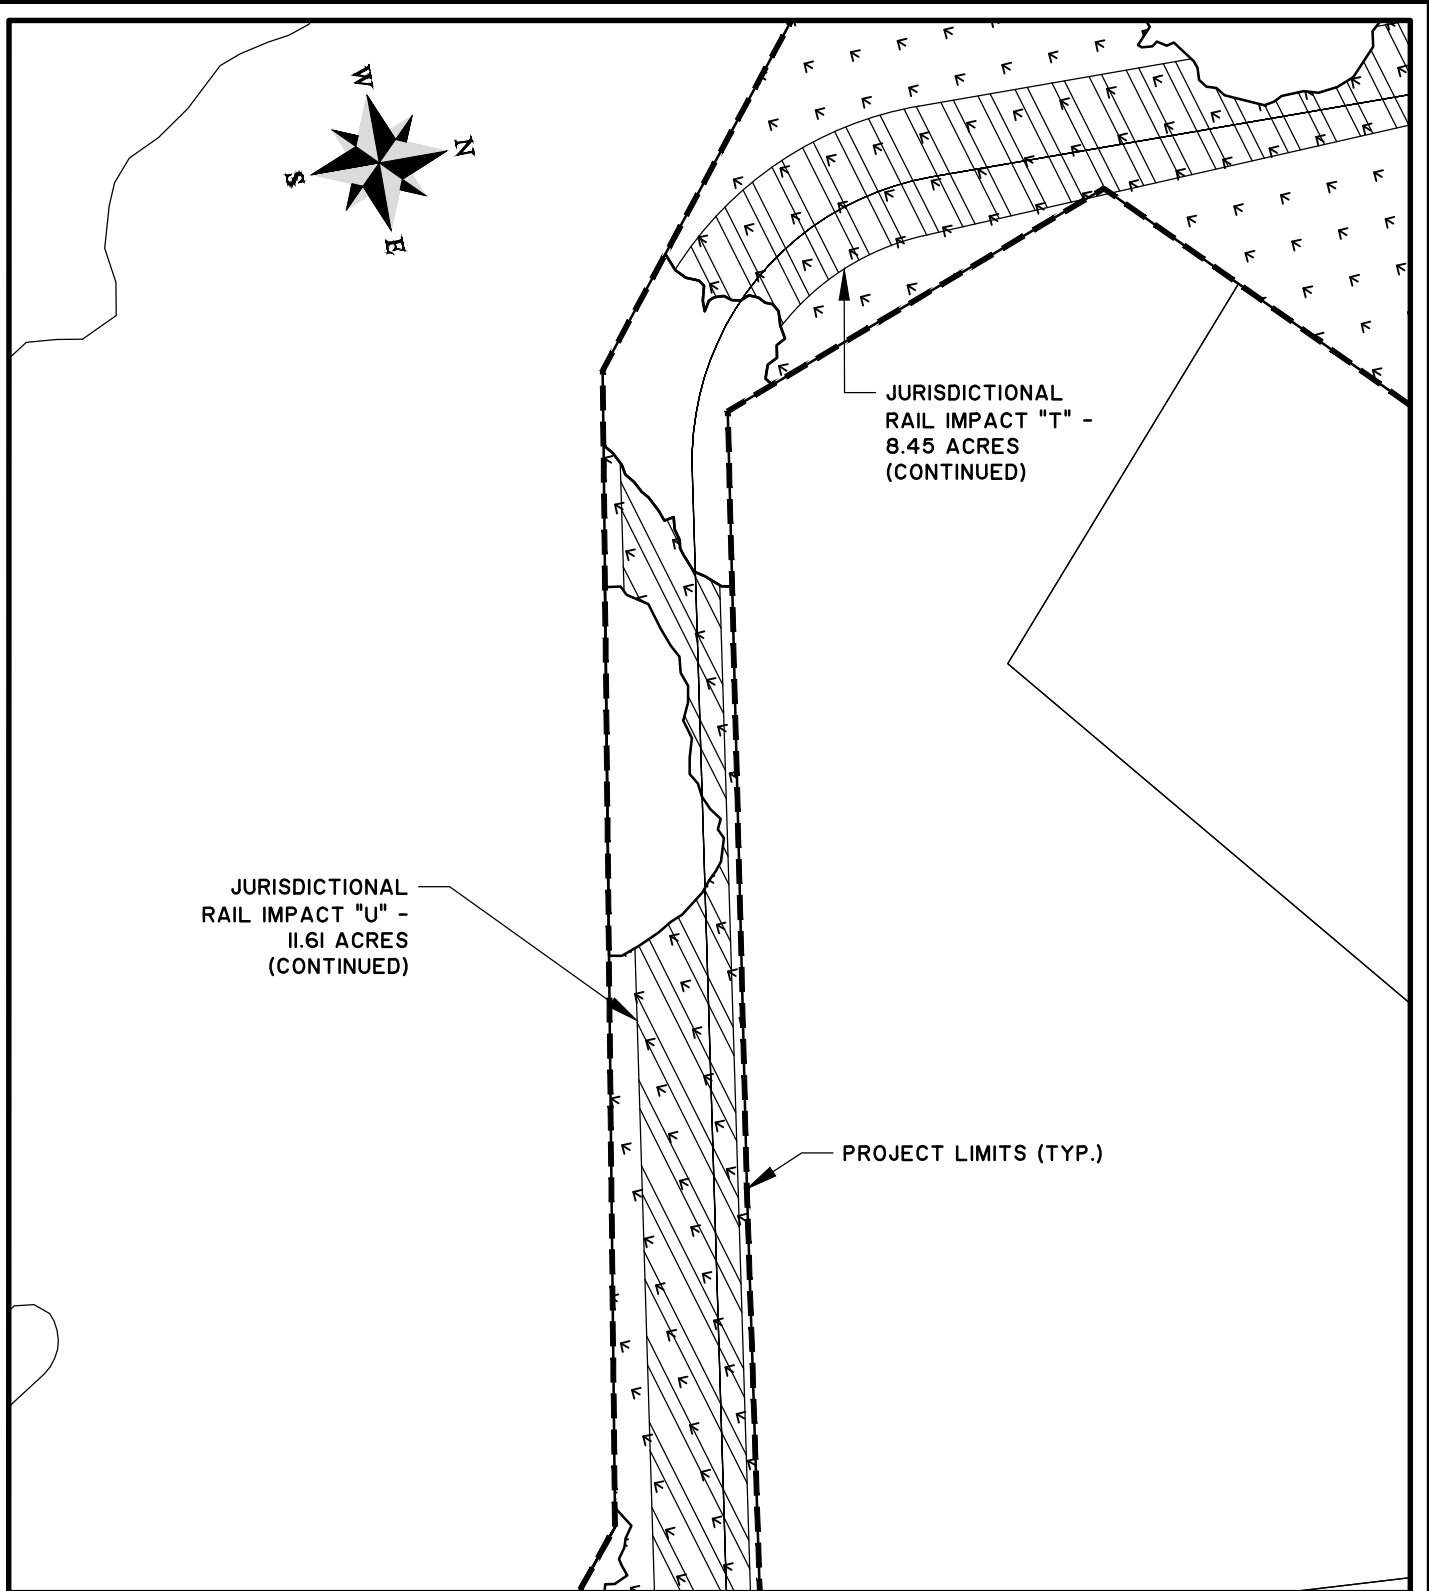 W
N
S
E
JURISDICTIONAL
RAIL IMPACT "T" -
8.45 ACRES
(CONTINUED)
JURISDICTIONAL
RAIL IMPACT "U" -
11.61 ACRES
(CONTINUED)
PROJECT LIMITS (TYP.)